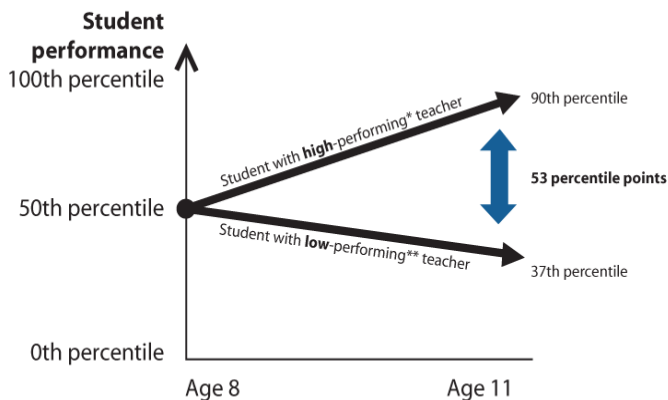 Student
performance
100th percentile
90th percentile
Student with high-performing* teacher
53 percentile points
50th percentile
Student with low-performing** teacher
37th percentile
0th percentile
Age 8
Age 11